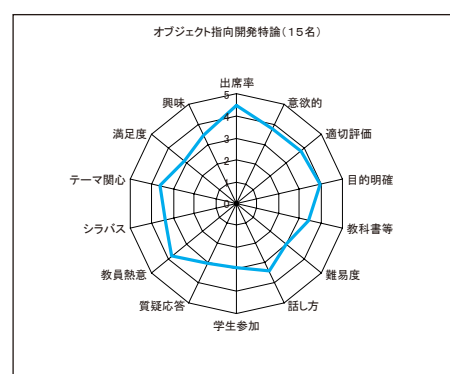 オブジェクト指向開発特論(15名)
出席率
意欲的
適切評価
目的明確
教科書等
難易度
話し方
学生参加
質疑応答
教員熱意
シラバス
テーマ関心
満足度
興味
5
4
3
2
1
0